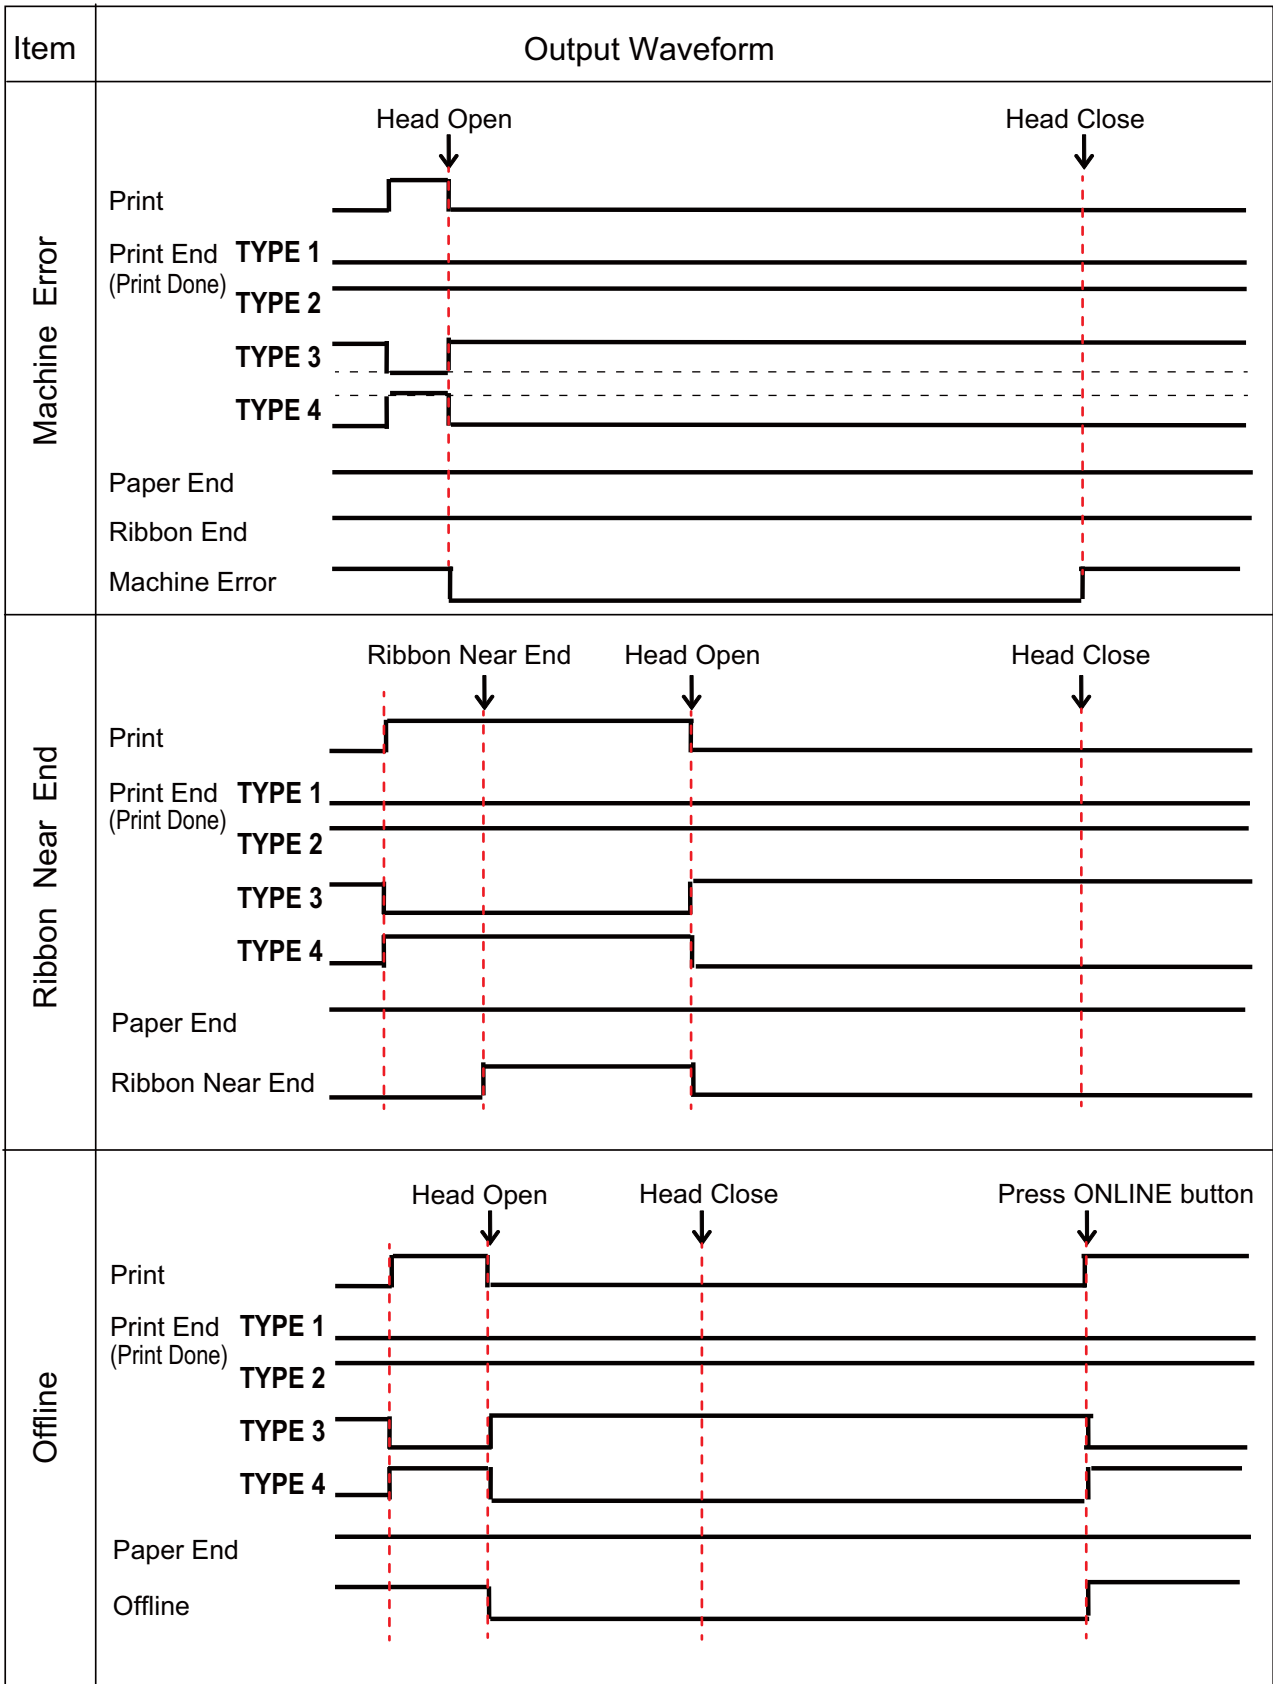 Item
Output Waveform
Machine Error
Head Open
Head Close
Print
Print End TYPE 1
(Print Done)
TYPE 2
TYPE 3
TYPE 4
Paper End
Ribbon End
Machine Error
Ribbon Near End
Ribbon Near End
Head Open
Head Close
Print
Print End TYPE 1
(Print Done)
TYPE 2
TYPE 3
TYPE 4
Paper End
Ribbon Near End
Offline
Head Open
Head Close
Press ONLINE button
Print
Print End TYPE 1
(Print Done)
TYPE 2
TYPE 3
TYPE 4
Paper End
Offline